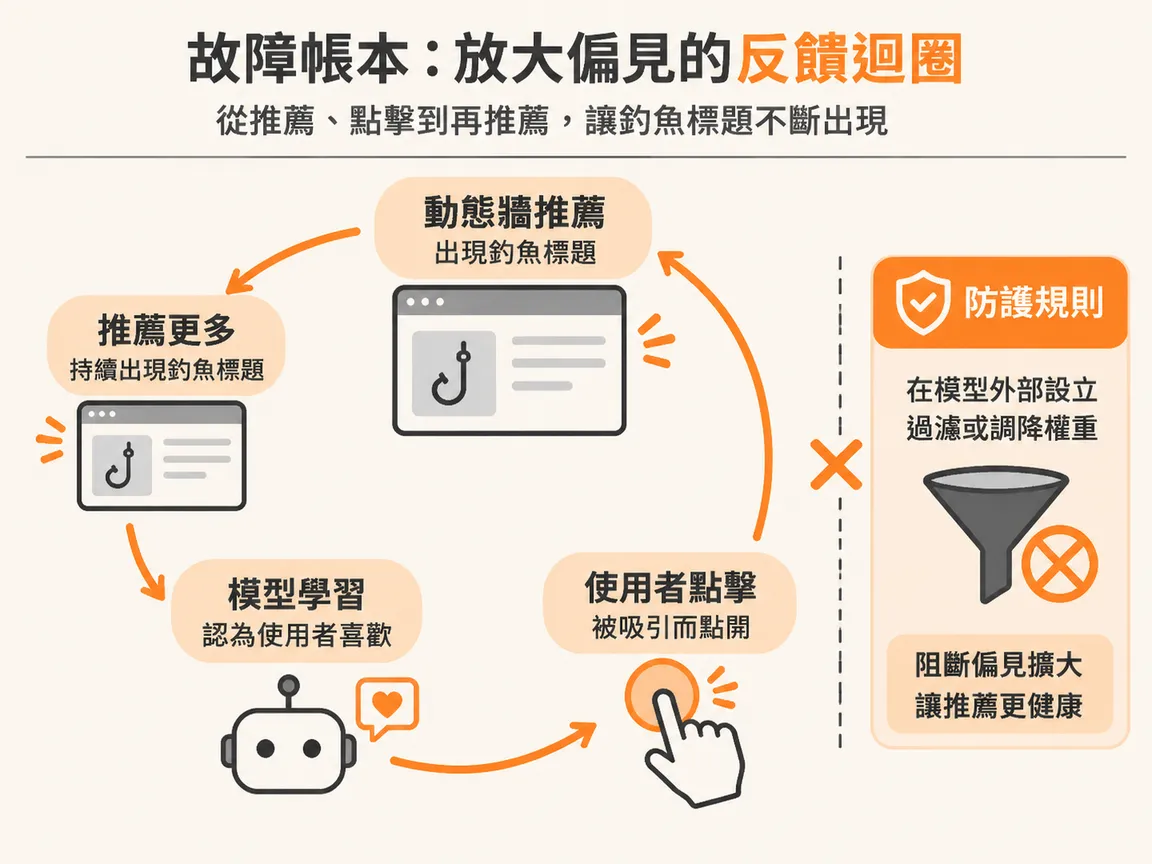 故障帳本：放大偏見的反饋迴圈
從推薦、點擊到再推薦，讓釣魚標題不斷出現
動態牆推薦
出現釣魚標題
推薦更多
持續出現釣魚標題
模型學習
認為使用者喜歡
使用者點擊
被吸引而點開
防護規則
在模型外部設立
過濾或調降權重
阻斷偏見擴大
讓推薦更健康